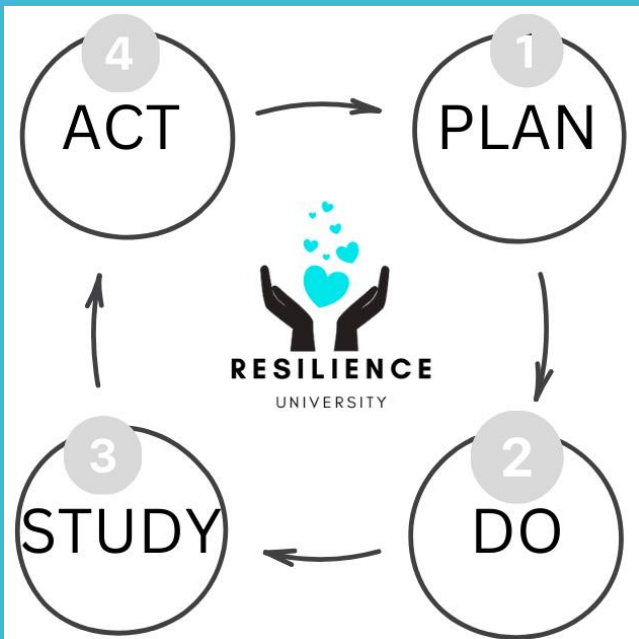 4
ACT
1
PLAN
RESILIENCE
UNIVERSITY
3
STUDY
2
DO